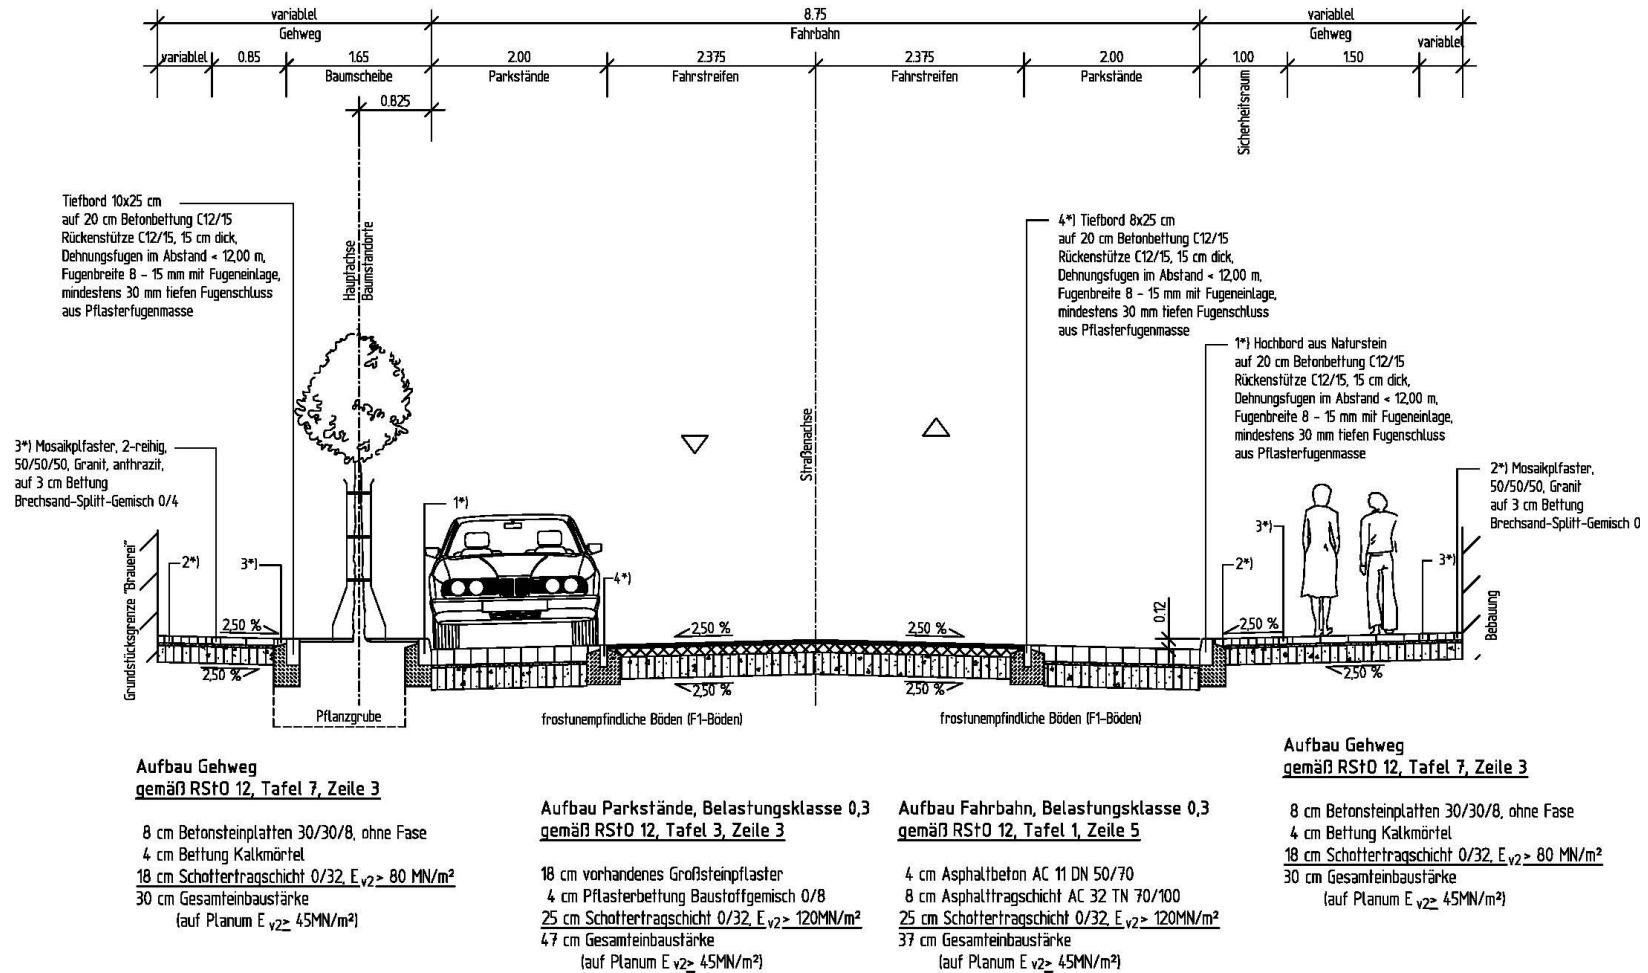 variablel
8.75
variablel
Gehweg
Fahrbahn
Gehweg
variablel
0.85
1.65
2.00
2.375
2.375
2.00
1.00
1.50
variablel
Baumscheibe
Parkstände
Fahrstreifen
Fahrstreifen
Parkstände
Sicherheitsraum
0.825
Tiefbord 10x25 cm
auf 20 cm Betonbettung C12/15
Rückenstütze C12/15, 15 cm dick,
Dehnungsfugen im Abstand < 12,00 m,
Fugenbreite 8 - 15 mm mit Fugeneinlage,
mindestens 30 mm tiefen Fugenschluss
aus Pflasterfugenmasse
Hauptachse
Baumstandorte
Straßenachse
4*) Tiefbord 8x25 cm
auf 20 cm Betonbettung C12/15
Rückenstütze C12/15, 15 cm dick,
Dehnungsfugen im Abstand < 12,00 m,
Fugenbreite 8 - 15 mm mit Fugeneinlage,
mindestens 30 mm tiefen Fugenschluss
aus Pflasterfugenmasse
1*) Hochbord aus Naturstein
auf 20 cm Betonbettung C12/15
Rückenstütze C12/15, 15 cm dick,
Dehnungsfugen im Abstand < 12,00 m,
Fugenbreite 8 - 15 mm mit Fugeneinlage,
mindestens 30 mm tiefen Fugenschluss
aus Pflasterfugenmasse
3*) Mosaikplfaster, 2-reihig,
50/50/50, Granit, anthrazit,
auf 3 cm Bettung
Brechsand-Splitt-Gemisch 0/4
2*) Mosaikplfaster,
50/50/50, Granit
auf 3 cm Bettung
Brechsand-Splitt-Gemisch 0
Grundstücksgrenze "Brauerei"
2*)
3*)
1*)
4*)
2*)
3*)
3*)
0.12
Bebauung
2,50 %
2,50 %
2,50 %
2,50 %
2,50 %
2,50 %
2,50 %
2,50 %
Pflanzgrube
frostunempfindliche Böden (F1-Böden)
frostunempfindliche Böden (F1-Böden)
Aufbau Gehweg
gemäß RStO 12, Tafel 7, Zeile 3
8 cm Betonsteinplatten 30/30/8, ohne Fase
4 cm Bettung Kalkmörtel
18 cm Schottertragschicht 0/32, Ev2> 80 MN/m²
30 cm Gesamteinbaustärke
(auf Planum E v2≥ 45MN/m²)
Aufbau Parkstände, Belastungsklasse 0,3
gemäß RStO 12, Tafel 3, Zeile 3
18 cm vorhandenes Großsteinpflaster
4 cm Pflasterbettung Baustoffgemisch 0/8
25 cm Schottertragschicht 0/32, Ev2> 120MN/m²
47 cm Gesamteinbaustärke
(auf Planum E v2≥ 45MN/m²)
Aufbau Fahrbahn, Belastungsklasse 0,3
gemäß RStO 12, Tafel 1, Zeile 5
4 cm Asphaltbeton AC 11 DN 50/70
8 cm Asphalttragschicht AC 32 TN 70/100
25 cm Schottertragschicht 0/32, Ev2> 120MN/m²
37 cm Gesamteinbaustärke
(auf Planum E v2≥ 45MN/m²)
Aufbau Gehweg
gemäß RStO 12, Tafel 7, Zeile 3
8 cm Betonsteinplatten 30/30/8, ohne Fase
4 cm Bettung Kalkmörtel
18 cm Schottertragschicht 0/32, Ev2> 80 MN/m²
30 cm Gesamteinbaustärke
(auf Planum E v2≥ 45MN/m²)